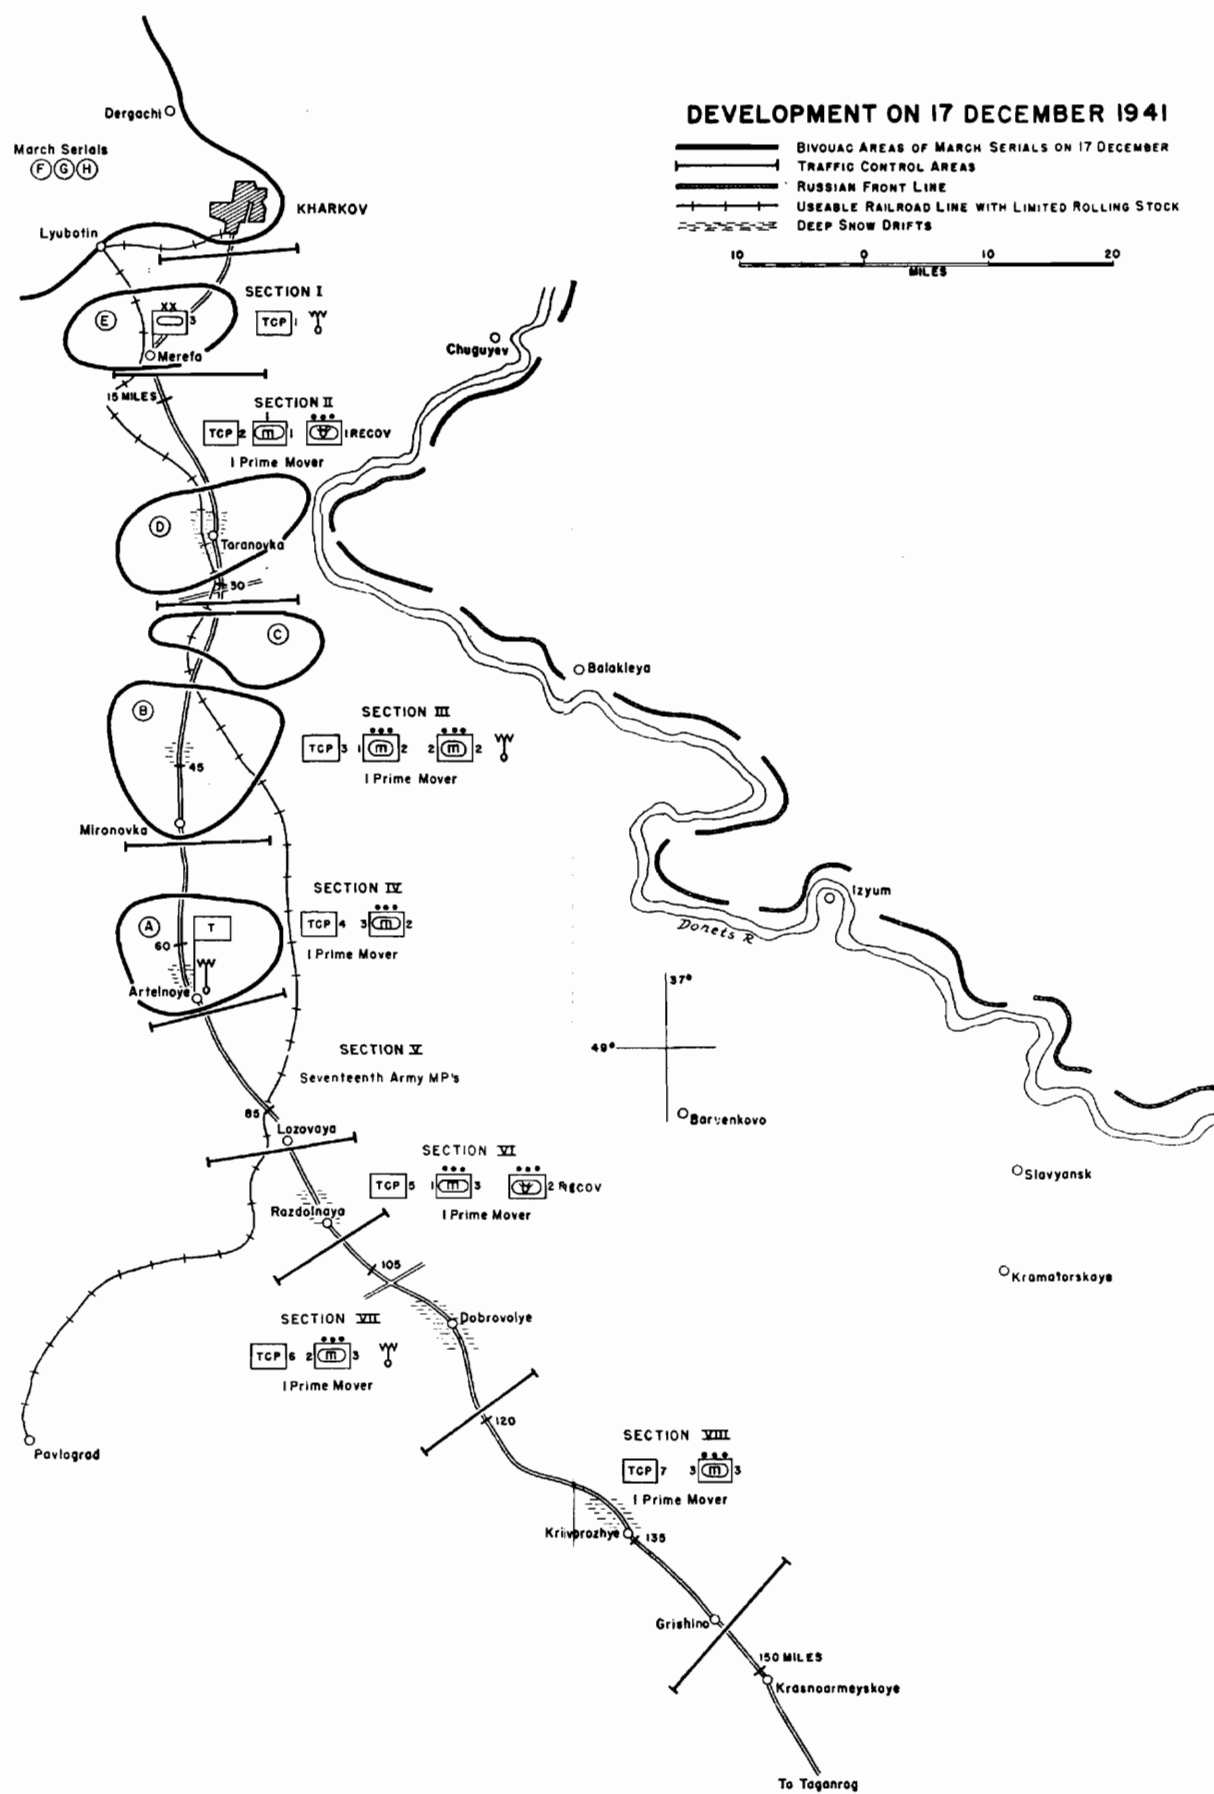 DEVELOPMENT ON 17 DECEMBER 1941
BIVOUAC AREAS OF MARCH SERIALS ON 17 DECEMBER
TRAFFIC CONTROL AREAS
RUSSIAN FRONT LINE
USEABLE RAILROAD LINE WITH LIMITED ROLLING STOCK
DEEP SNOW DRIFTS
10 0 10 20
MILES
Dergachi
March Serials
F G H
KHARKOV
Lyubotin
SECTION I
E XX 3 TCP 1
Merefa
Chuguyev
15 MILES
SECTION II
TCP 2 I m 1 1 RECOV
1 Prime Mover
D
Taranovka
30
C
Balakleya
B
SECTION III
TCP 3 1 m 2 2 m 2
1 Prime Mover
45
Mironovka
SECTION IV
A T TCP 4 3 m 2
60
1 Prime Mover
Artelnoye
Izyum
Donets R
37°
49°
SECTION V
Seventeenth Army MP's
85
Lozovaya
Barvenkovo
SECTION VI
TCP 5 1 m 3 2 RECOV
1 Prime Mover
Slavyansk
Razdolnaya
105
Kramatorskaye
SECTION VII
TCP 6 2 m 3
1 Prime Mover
Dobrovolye
120
Pavlograd
SECTION VIII
TCP 7 3 m 3
1 Prime Mover
Krivorozhye
135
Grishino
150 MILES
Krasnoarmeyskoye
To Taganrog